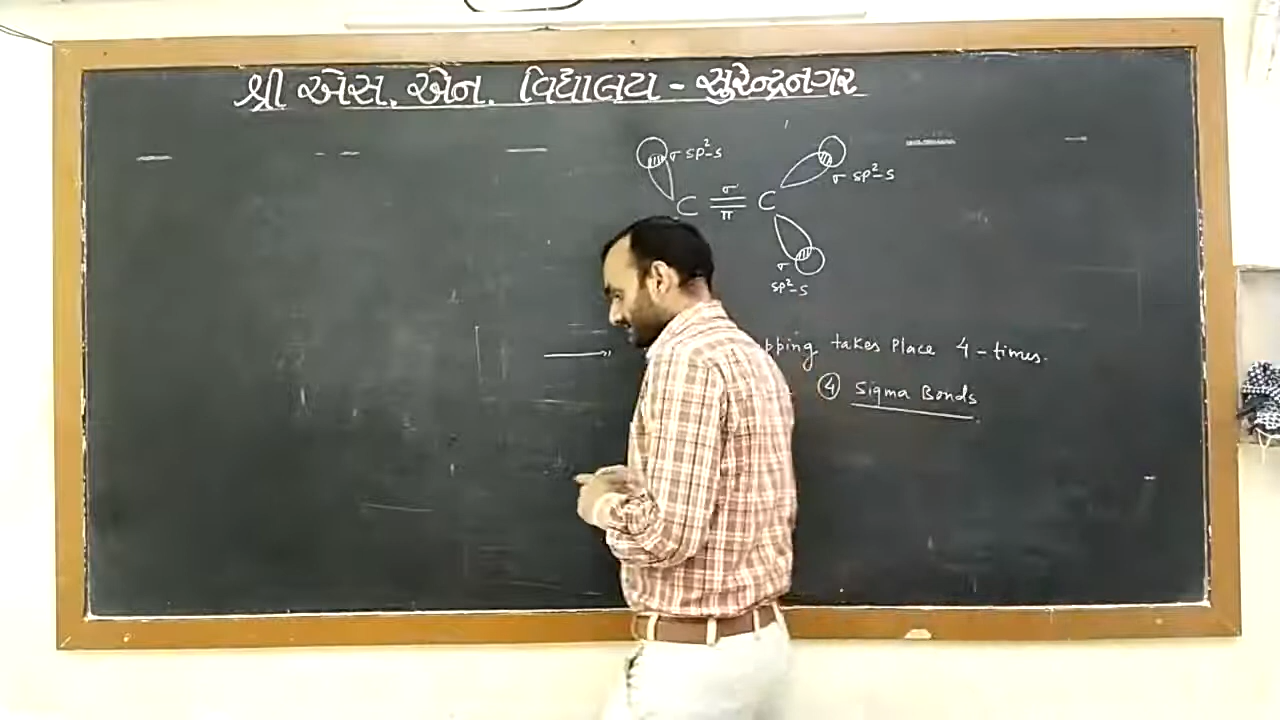 શ્રી એસ. એન. વિદ્યાલય - સુરેન્દ્રનગર
σ sp²-s
σ sp²-s
C σ π C
σ
sp²-s
takes Place 4 - times.
④ Sigma Bonds